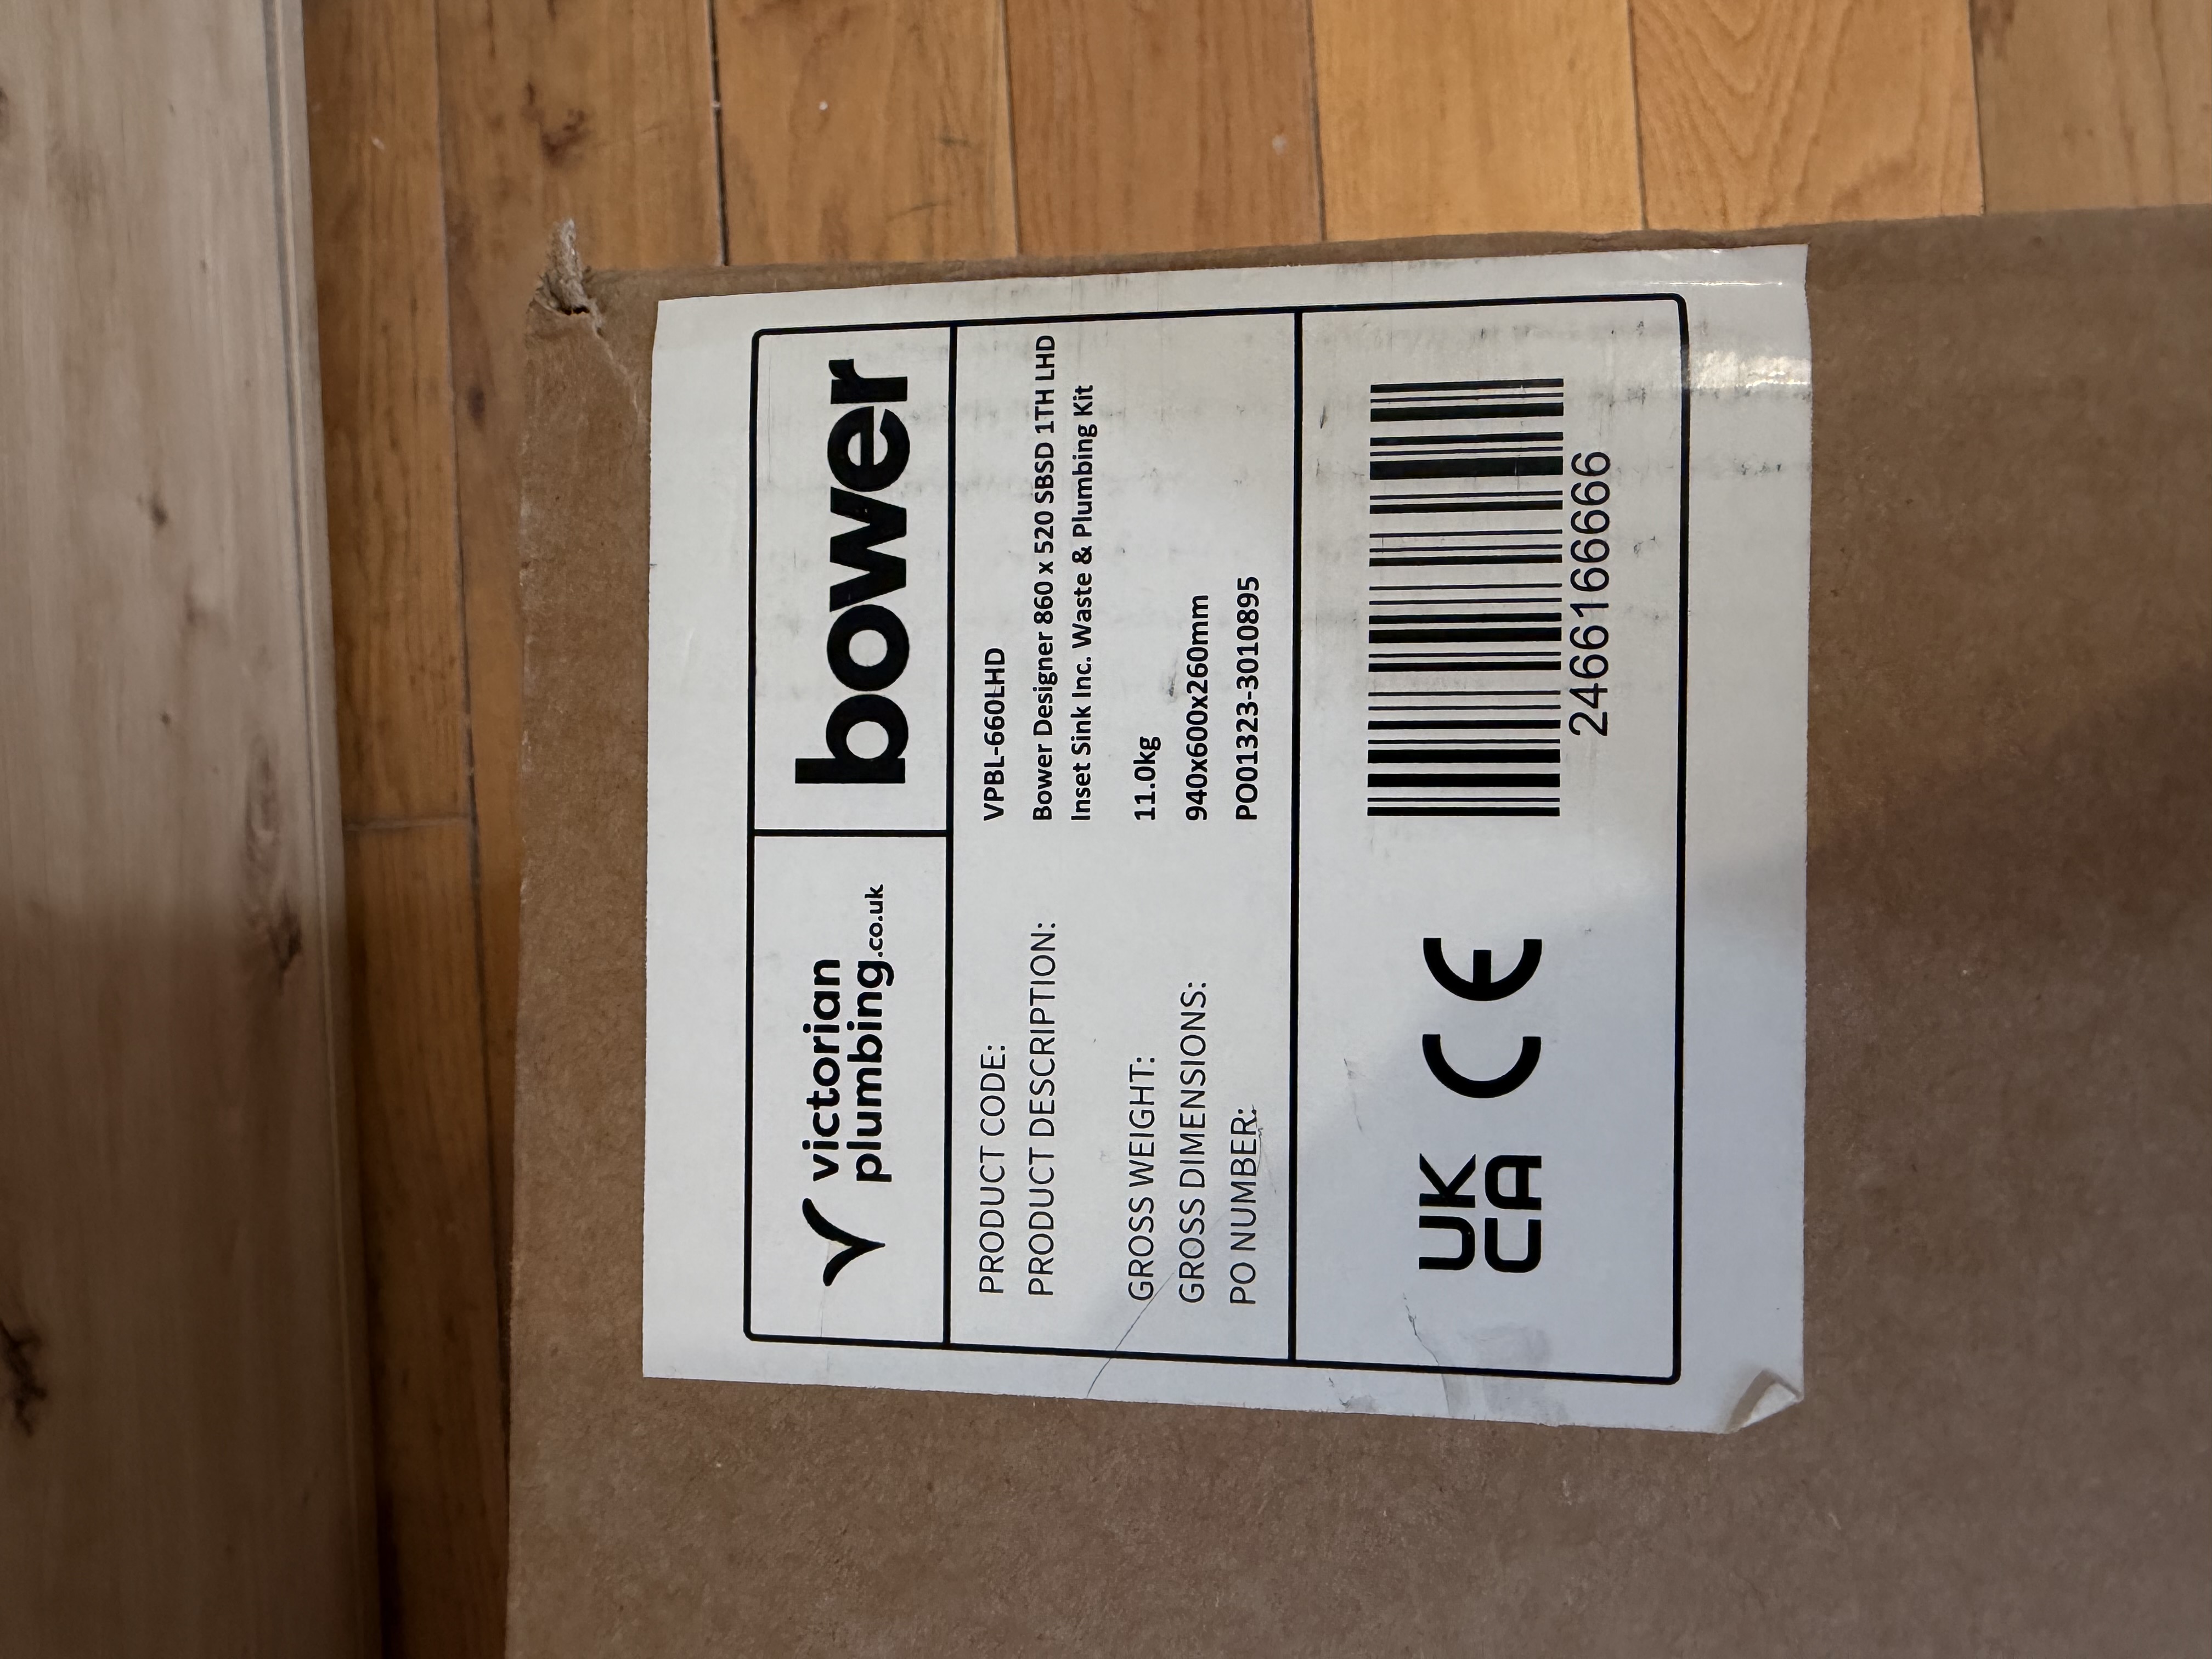 victorian
plumbing.co.uk
bower
PRODUCT CODE: VPBL-660LHD
PRODUCT DESCRIPTION: Bower Designer 860 x 520 SBSD 1TH LHD
Inset Sink Inc. Waste & Plumbing Kit
GROSS WEIGHT: 11.0kg
GROSS DIMENSIONS: 940x600x260mm
PO NUMBER: PO01323-3010895
UK
CA
CE
2466166666